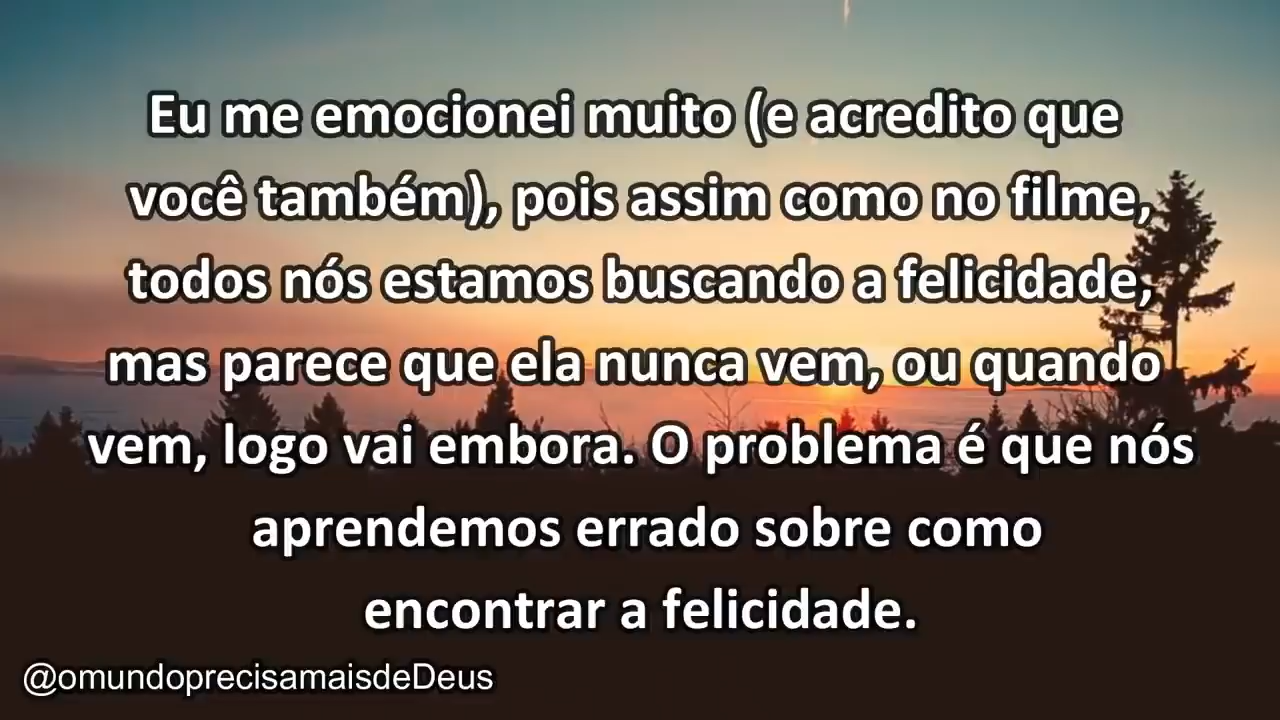 Eu me emocionei muito (e acredito que
você também), pois assim como no filme,
todos nós estamos buscando a felicidade,
mas parece que ela nunca vem, ou quando
vem, logo vai embora. O problema é que nós
aprendemos errado sobre como
encontrar a felicidade.
@omundoprecisamaisdeDeus